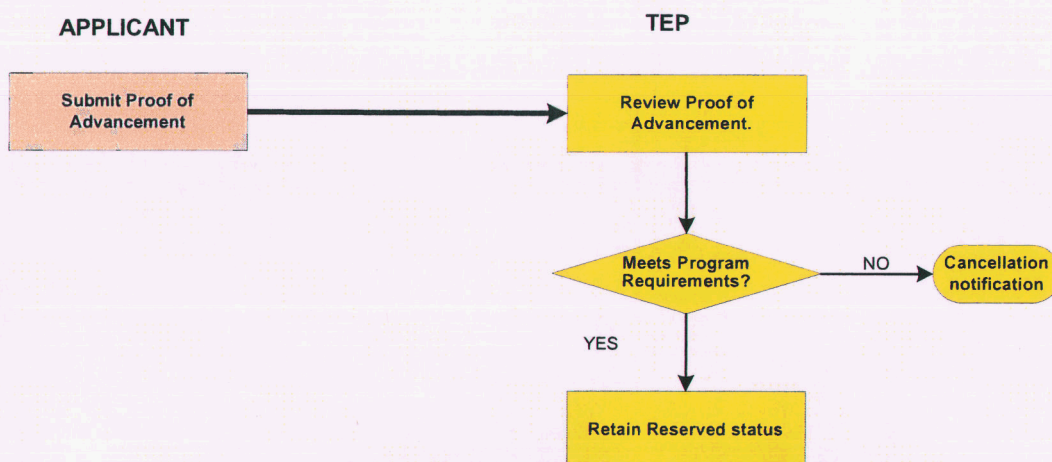 APPLICANT
TEP
Submit Proof of
Advancement
Review Proof of
Advancement.
Meets Program
Requirements?
NO
Cancellation
notification
YES
Retain Reserved status